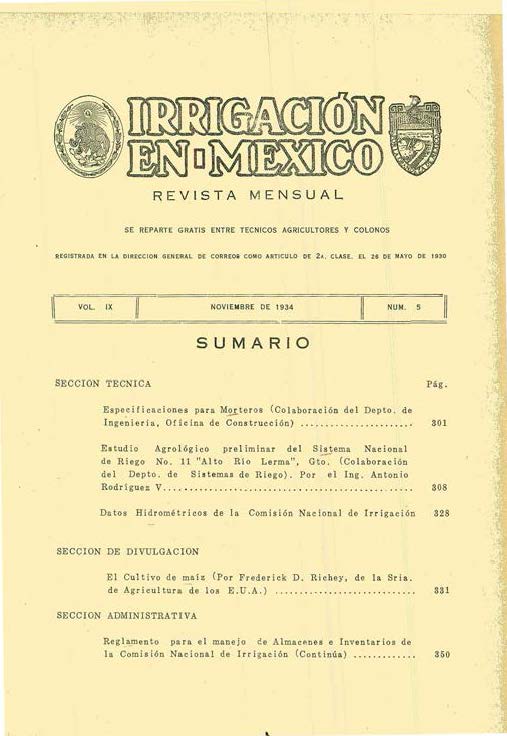 IRRIGACIÓN
EN MEXICO
REVISTA MENSUAL
SE REPARTE GRATIS ENTRE TECNICOS AGRICULTORES Y COLONOS
REGISTRADA EN LA DIRECCION GENERAL DE CORREOS COMO ARTICULO DE 2A. CLASE, EL 26 DE MAYO DE 1930
VOL. IX NOVIEMBRE DE 1934 NUM. 5
SUMARIO
SECCION TECNICA Pág.
Especificaciones para Morteros (Colaboración del Depto. de
Ingeniería, Oficina de Construcción) ....................... 301
Estudio Agrológico preliminar del Sistema Nacional
de Riego No. 11 "Alto Río Lerma", Gto. (Colaboración
del Depto. de Sistemas de Riego). Por el Ing. Antonio
Rodríguez V.................................................. 308
Datos Hidrométricos de la Comisión Nacional de Irrigación 328
SECCION DE DIVULGACION
El Cultivo de maíz (Por Frederick D. Richey, de la Sria.
de Agricultura de los E.U.A.) ............................ 331
SECCION ADMINISTRATIVA
Reglamento para el manejo de Almacenes e Inventarios de
la Comisión Nacional de Irrigación (Continúa) ............. 350